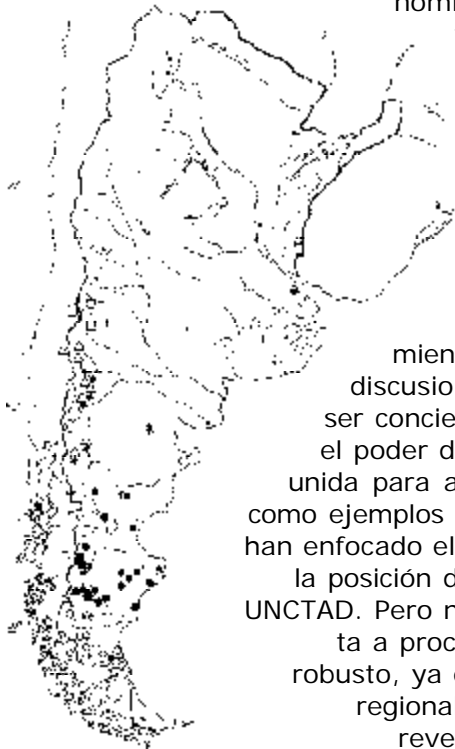 nomi
mien
discusio
ser concie
el poder d
unida para a
como ejemplos
han enfocado el
la posición d
UNCTAD. Pero n
ta a proc
robusto, ya
regiona
reve